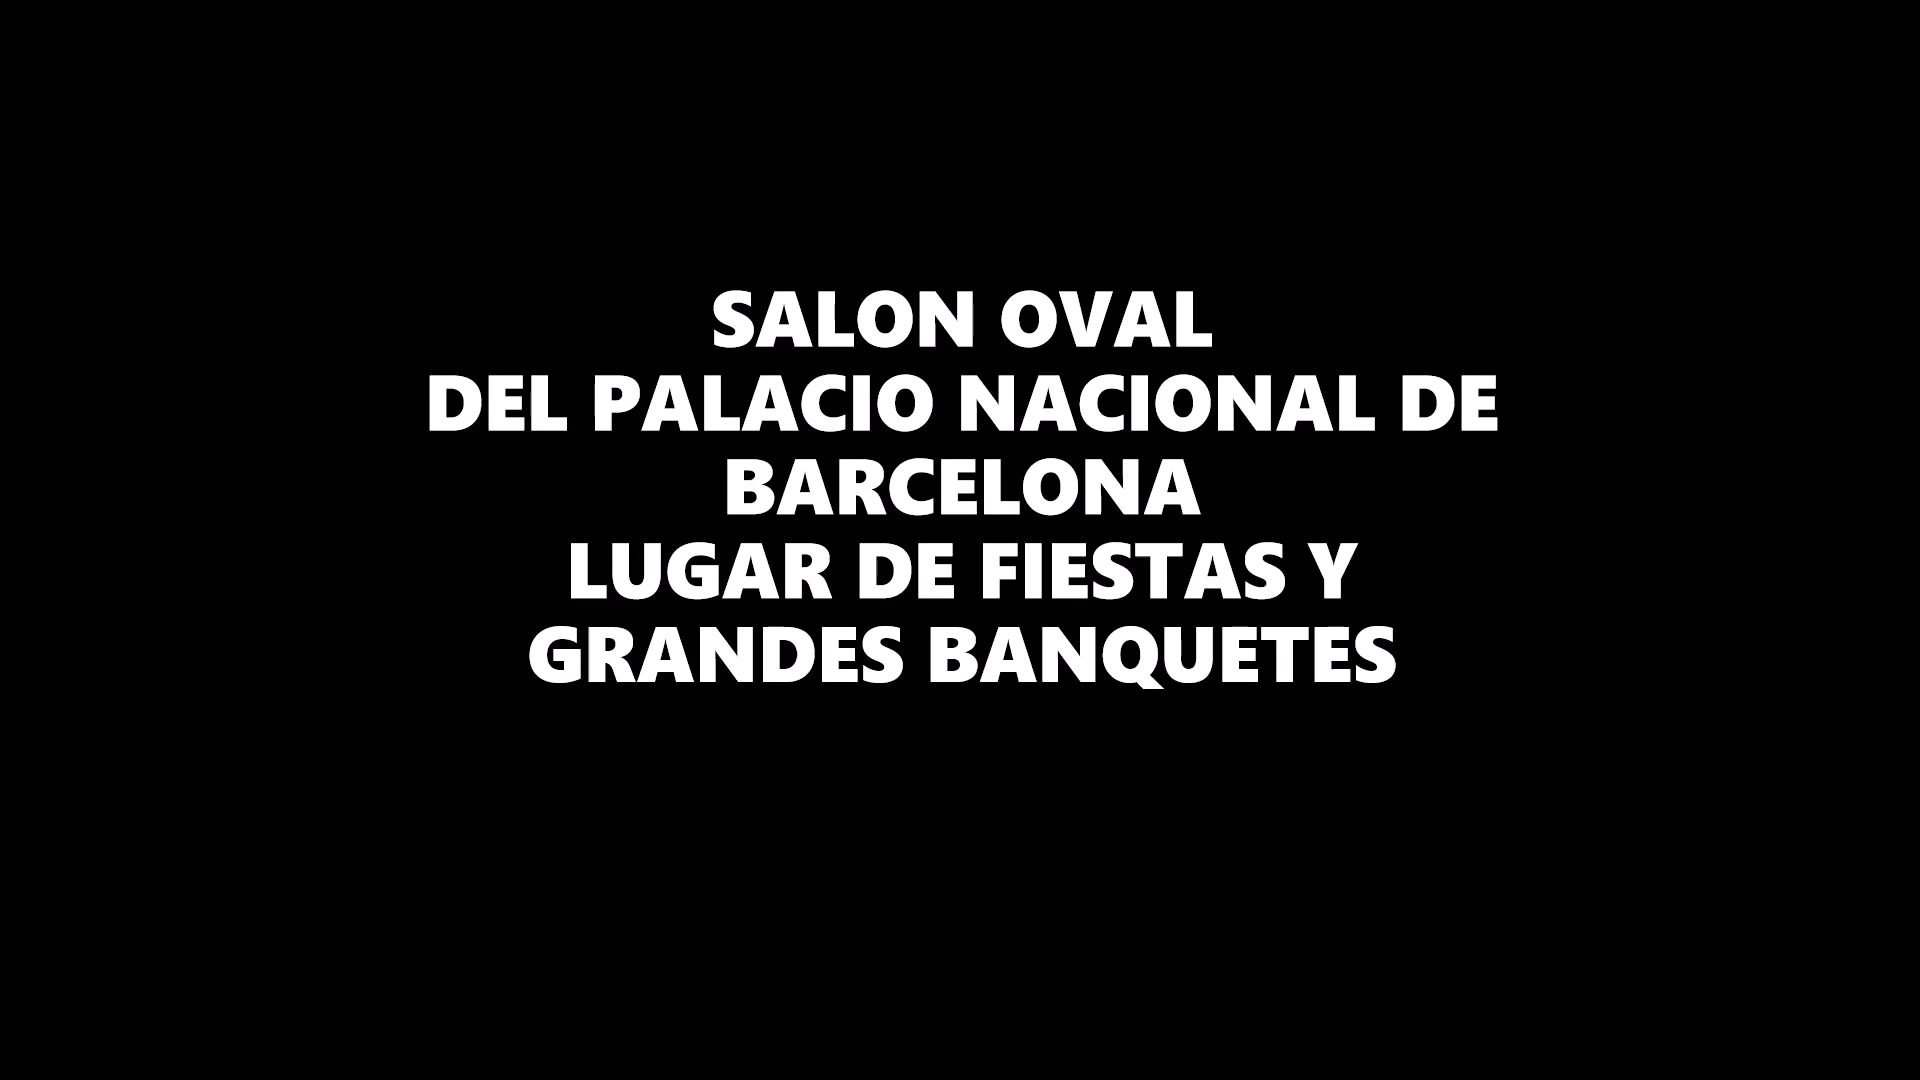 SALON OVAL
DEL PALACIO NACIONAL DE
BARCELONA
LUGAR DE FIESTAS Y
GRANDES BANQUETES